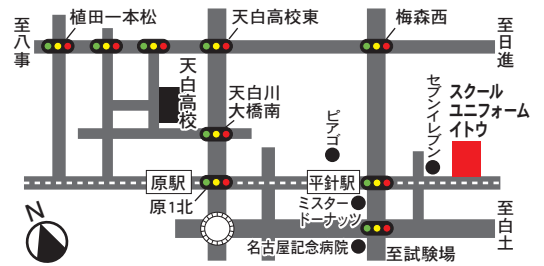 至八事
植田一本松
天白高校東
梅森西
至日進
天白高校
天白川
大橋南
ピアゴ
セブンイレブン
スクール
ユニフォーム
イトウ
原駅
原1北
平針駅
ミスター
ドーナッツ
名古屋記念病院
至試験場
至白土
N